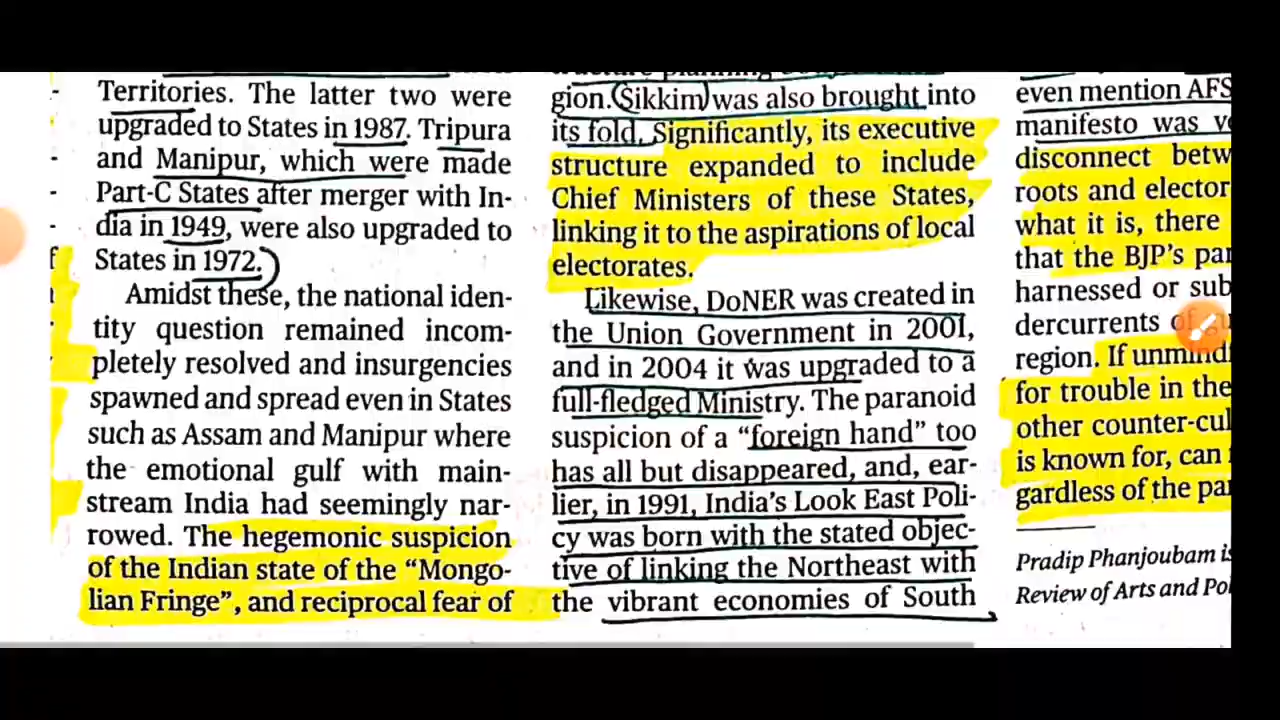 Territories. The latter two were
upgraded to States in 1987. Tripura
and Manipur, which were made
Part-C States after merger with In-
dia in 1949, were also upgraded to
States in 1972.
Amidst these, the national iden-
tity question remained incom-
pletely resolved and insurgencies
spawned and spread even in States
such as Assam and Manipur where
the emotional gulf with main-
stream India had seemingly nar-
rowed. The hegemonic suspicion
of the Indian state of the “Mongo-
lian Fringe”, and reciprocal fear of
gion. Sikkim was also brought into
its fold. Significantly, its executive
structure expanded to include
Chief Ministers of these States,
linking it to the aspirations of local
electorates.
Likewise, DoNER was created in
the Union Government in 2001,
and in 2004 it was upgraded to a
full-fledged Ministry. The paranoid
suspicion of a “foreign hand” too
has all but disappeared, and, ear-
lier, in 1991, India’s Look East Poli-
cy was born with the stated objec-
tive of linking the Northeast with
the vibrant economies of South
even mention AFS
manifesto was
disconnect betw
roots and elector
what it is, there
that the BJP’s par
harnessed or sub
dercurrents
region. If unmind
for trouble in the
other counter-cul
is known for, can
gardless of the par
Pradip Phanjoubam is
Review of Arts and Pol